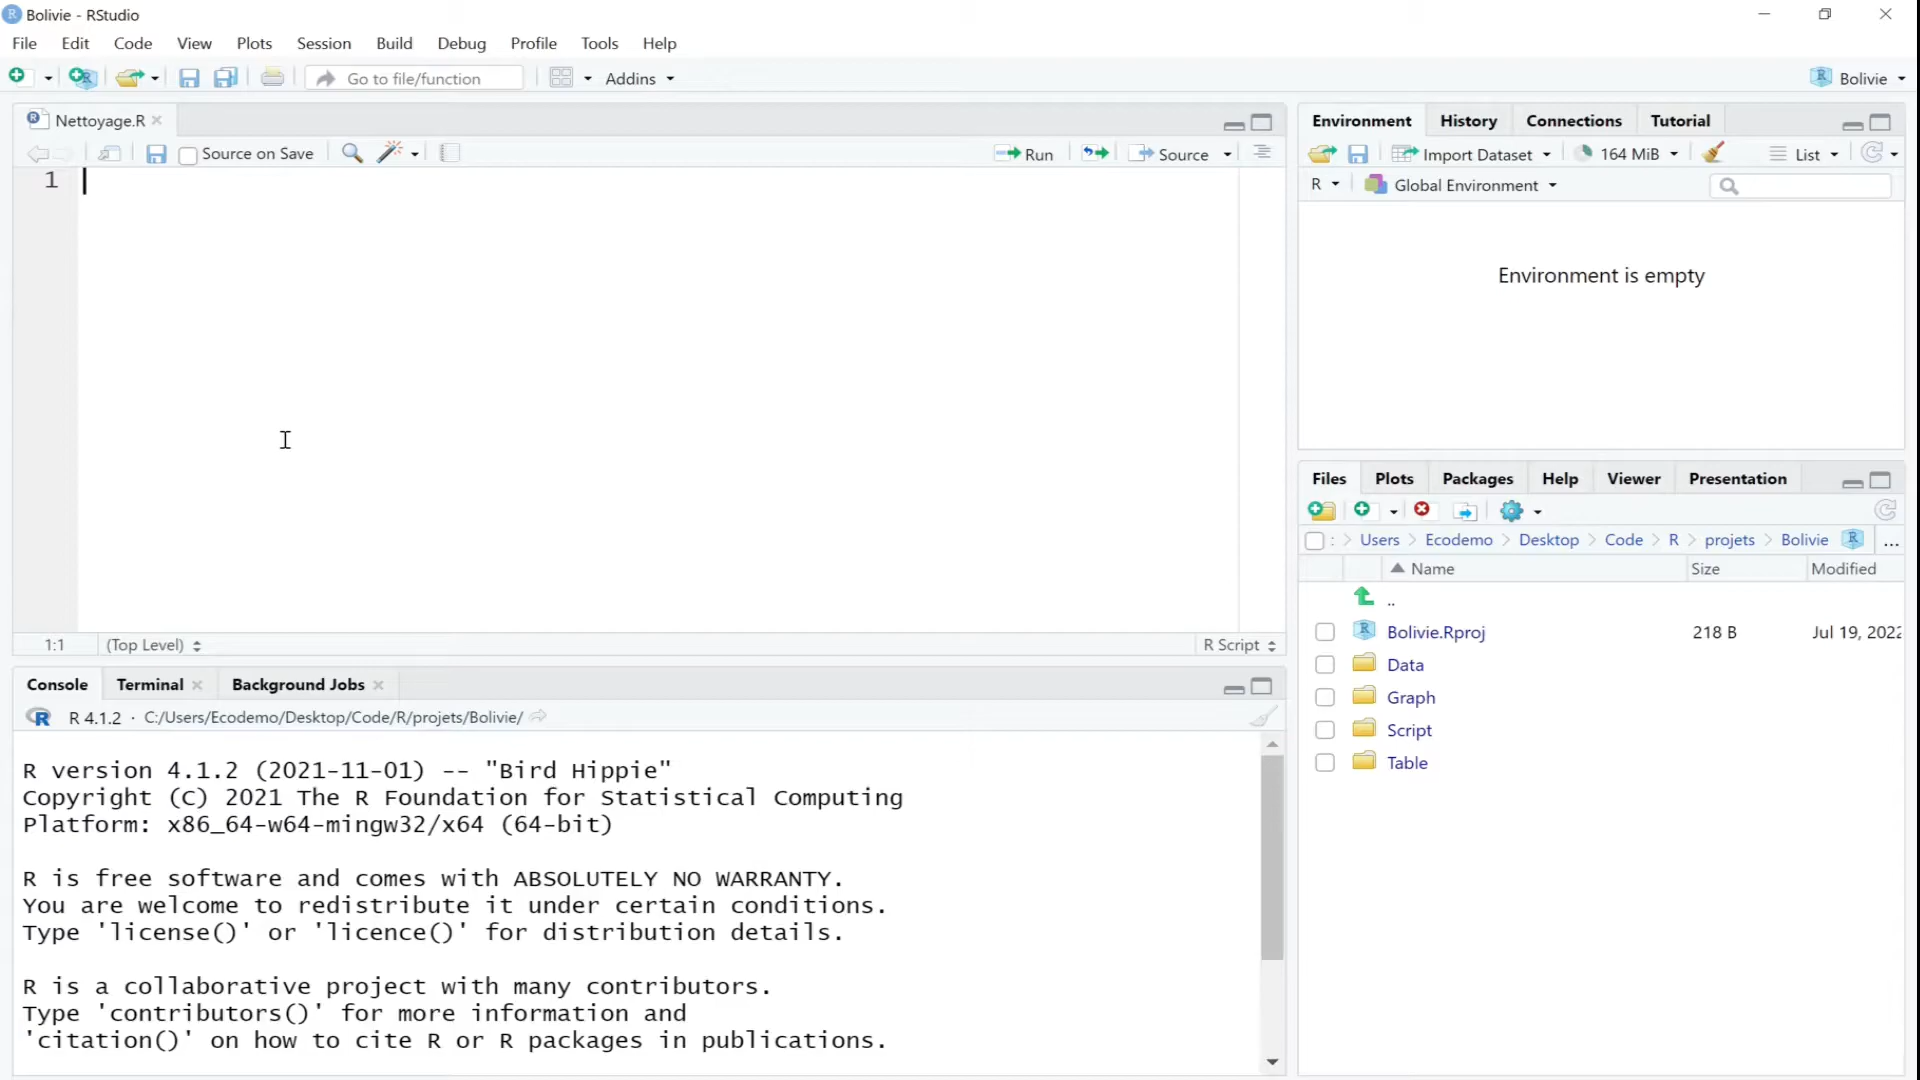 Bolivie - RStudio
File Edit Code View Plots Session Build Debug Profile Tools Help
Go to file/function Addins Bolivie
Nettoyage.R
Source on Save Run Source
1
1:1 (Top Level) R Script
Console Terminal Background Jobs
R 4.1.2 · C:/Users/Ecodemo/Desktop/Code/R/projets/Bolivie/
R version 4.1.2 (2021-11-01) -- "Bird Hippie"
Copyright (C) 2021 The R Foundation for Statistical Computing
Platform: x86_64-w64-mingw32/x64 (64-bit)
R is free software and comes with ABSOLUTELY NO WARRANTY.
You are welcome to redistribute it under certain conditions.
Type 'license()' or 'licence()' for distribution details.
R is a collaborative project with many contributors.
Type 'contributors()' for more information and
'citation()' on how to cite R or R packages in publications.
Environment History Connections Tutorial
Import Dataset 164 MiB List
R Global Environment
Environment is empty
Files Plots Packages Help Viewer Presentation
: > Users > Ecodemo > Desktop > Code > R > projets > Bolivie ...
Name Size Modified
..
Bolivie.Rproj 218 B Jul 19, 2022
Data
Graph
Script
Table